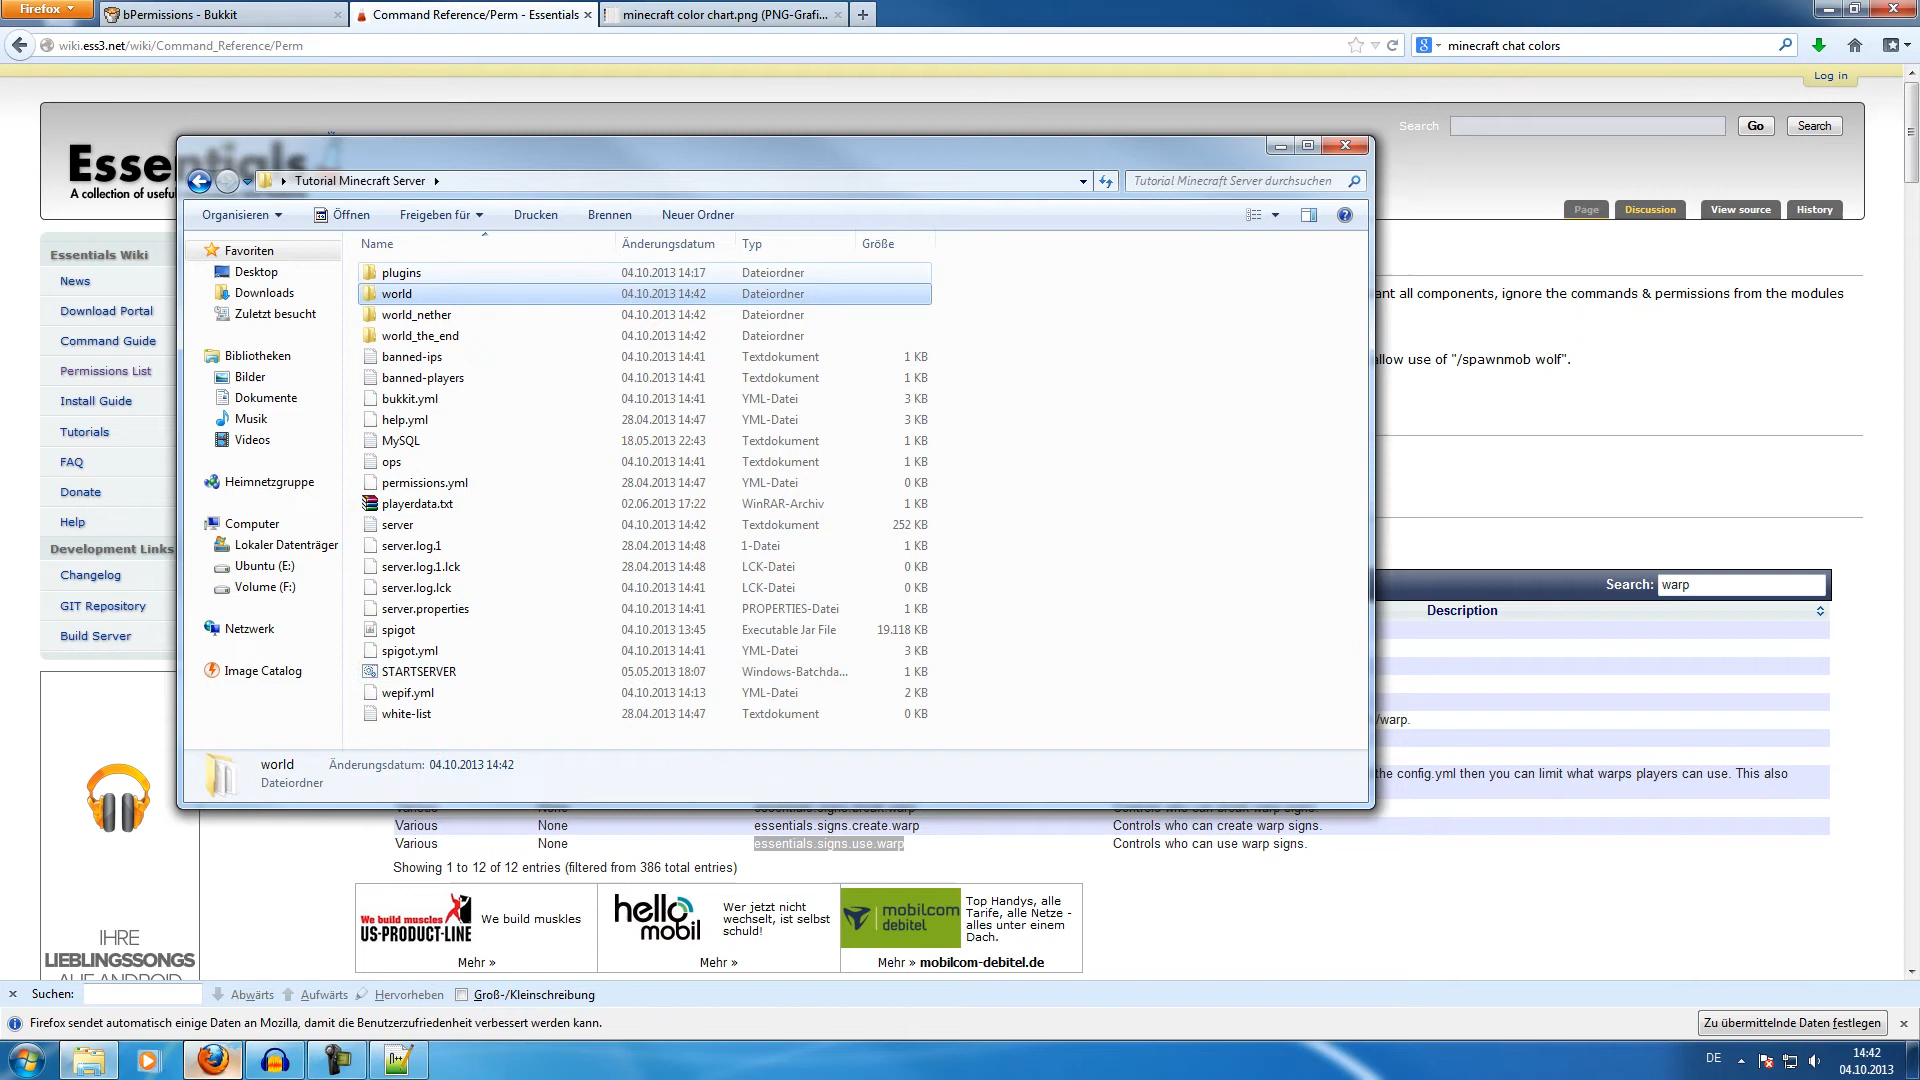 Firefox
bPermissions - Bukkit
Command Reference/Perm - Essentials
minecraft color chart.png (PNG-Grafi...
wiki.ess3.net/wiki/Command_Reference/Perm
minecraft chat colors
Log in
Search
Go
Search
Essentials
A collection of useful
Page
Discussion
View source
History
Tutorial Minecraft Server
Tutorial Minecraft Server durchsuchen
Organisieren
Öffnen
Freigeben für
Drucken
Brennen
Neuer Ordner
Essentials Wiki
News
Download Portal
Command Guide
Permissions List
Install Guide
Tutorials
FAQ
Donate
Help
Development Links
Changelog
GIT Repository
Build Server
Favoriten
Desktop
Downloads
Zuletzt besucht
Bibliotheken
Bilder
Dokumente
Musik
Videos
Heimnetzgruppe
Computer
Lokaler Datenträger
Ubuntu (E:)
Volume (F:)
Netzwerk
Image Catalog
Name Änderungsdatum Typ Größe
plugins 04.10.2013 14:17 Dateiordner
world 04.10.2013 14:42 Dateiordner
world_nether 04.10.2013 14:42 Dateiordner
world_the_end 04.10.2013 14:42 Dateiordner
banned-ips 04.10.2013 14:41 Textdokument 1 KB
banned-players 04.10.2013 14:41 Textdokument 1 KB
bukkit.yml 04.10.2013 14:41 YML-Datei 3 KB
help.yml 28.04.2013 14:47 YML-Datei 3 KB
MySQL 18.05.2013 22:43 Textdokument 1 KB
ops 04.10.2013 14:41 Textdokument 1 KB
permissions.yml 28.04.2013 14:47 YML-Datei 0 KB
playerdata.txt 02.06.2013 17:22 WinRAR-Archiv 1 KB
server 04.10.2013 14:42 Textdokument 252 KB
server.log.1 28.04.2013 14:48 1-Datei 1 KB
server.log.1.lck 28.04.2013 14:48 LCK-Datei 0 KB
server.log.lck 04.10.2013 14:41 LCK-Datei 0 KB
server.properties 04.10.2013 14:41 PROPERTIES-Datei 1 KB
spigot 04.10.2013 13:45 Executable Jar File 19.118 KB
spigot.yml 04.10.2013 14:41 YML-Datei 3 KB
STARTSERVER 05.05.2013 18:07 Windows-Batchda... 1 KB
wepif.yml 04.10.2013 14:13 YML-Datei 2 KB
white-list 28.04.2013 14:47 Textdokument 0 KB
world Änderungsdatum: 04.10.2013 14:42
Dateiordner
ant all components, ignore the commands & permissions from the modules
allow use of "/spawnmob wolf".
Search: warp
Description
/warp.
the config.yml then you can limit what warps players can use. This also
Various None essentials.signs.create.warp Controls who can create warp signs.
Various None essentials.signs.use.warp Controls who can use warp signs.
Showing 1 to 12 of 12 entries (filtered from 386 total entries)
IHRE
LIEBLINGSSONGS
AUF ANDROID
We build muscles
US-PRODUCT-LINE
We build muskles
Mehr »
hello
mobil
Wer jetzt nicht
wechselt, ist selbst
schuld!
Mehr »
mobilcom
debitel
Top Handys, alle
Tarife, alle Netze -
alles unter einem
Dach.
Mehr » mobilcom-debitel.de
Suchen:
Abwärts
Aufwärts
Hervorheben
Groß-/Kleinschreibung
Firefox sendet automatisch einige Daten an Mozilla, damit die Benutzerzufriedenheit verbessert werden kann.
Zu übermittelnde Daten festlegen
DE
14:42
04.10.2013